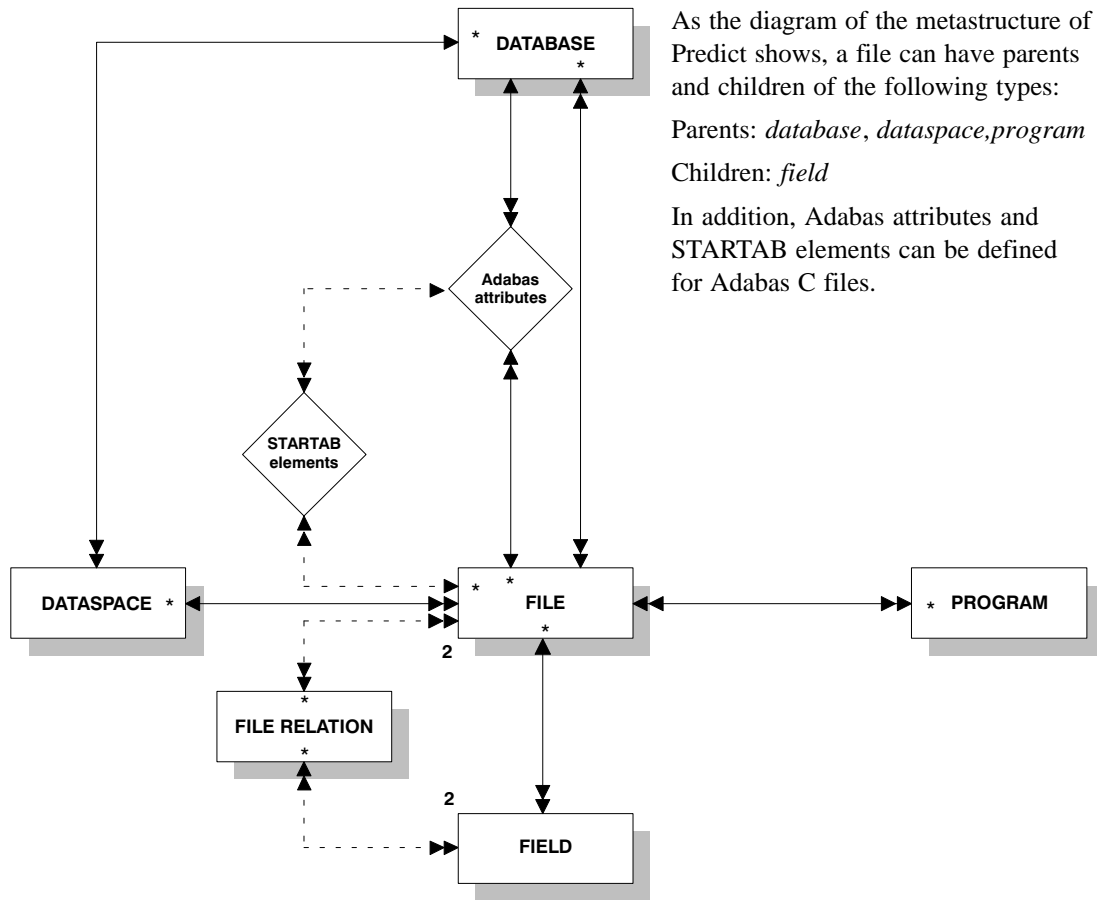 * DATABASE
*
As the diagram of the metastructure of
Predict shows, a file can have parents
and children of the following types:
Parents: database, dataspace,program
Children: field
In addition, Adabas attributes and
STARTAB elements can be defined
for Adabas C files.
Adabas
attributes
STARTAB
elements
DATASPACE *
* *
FILE
*
2
* PROGRAM
*
FILE RELATION
*
2
FIELD